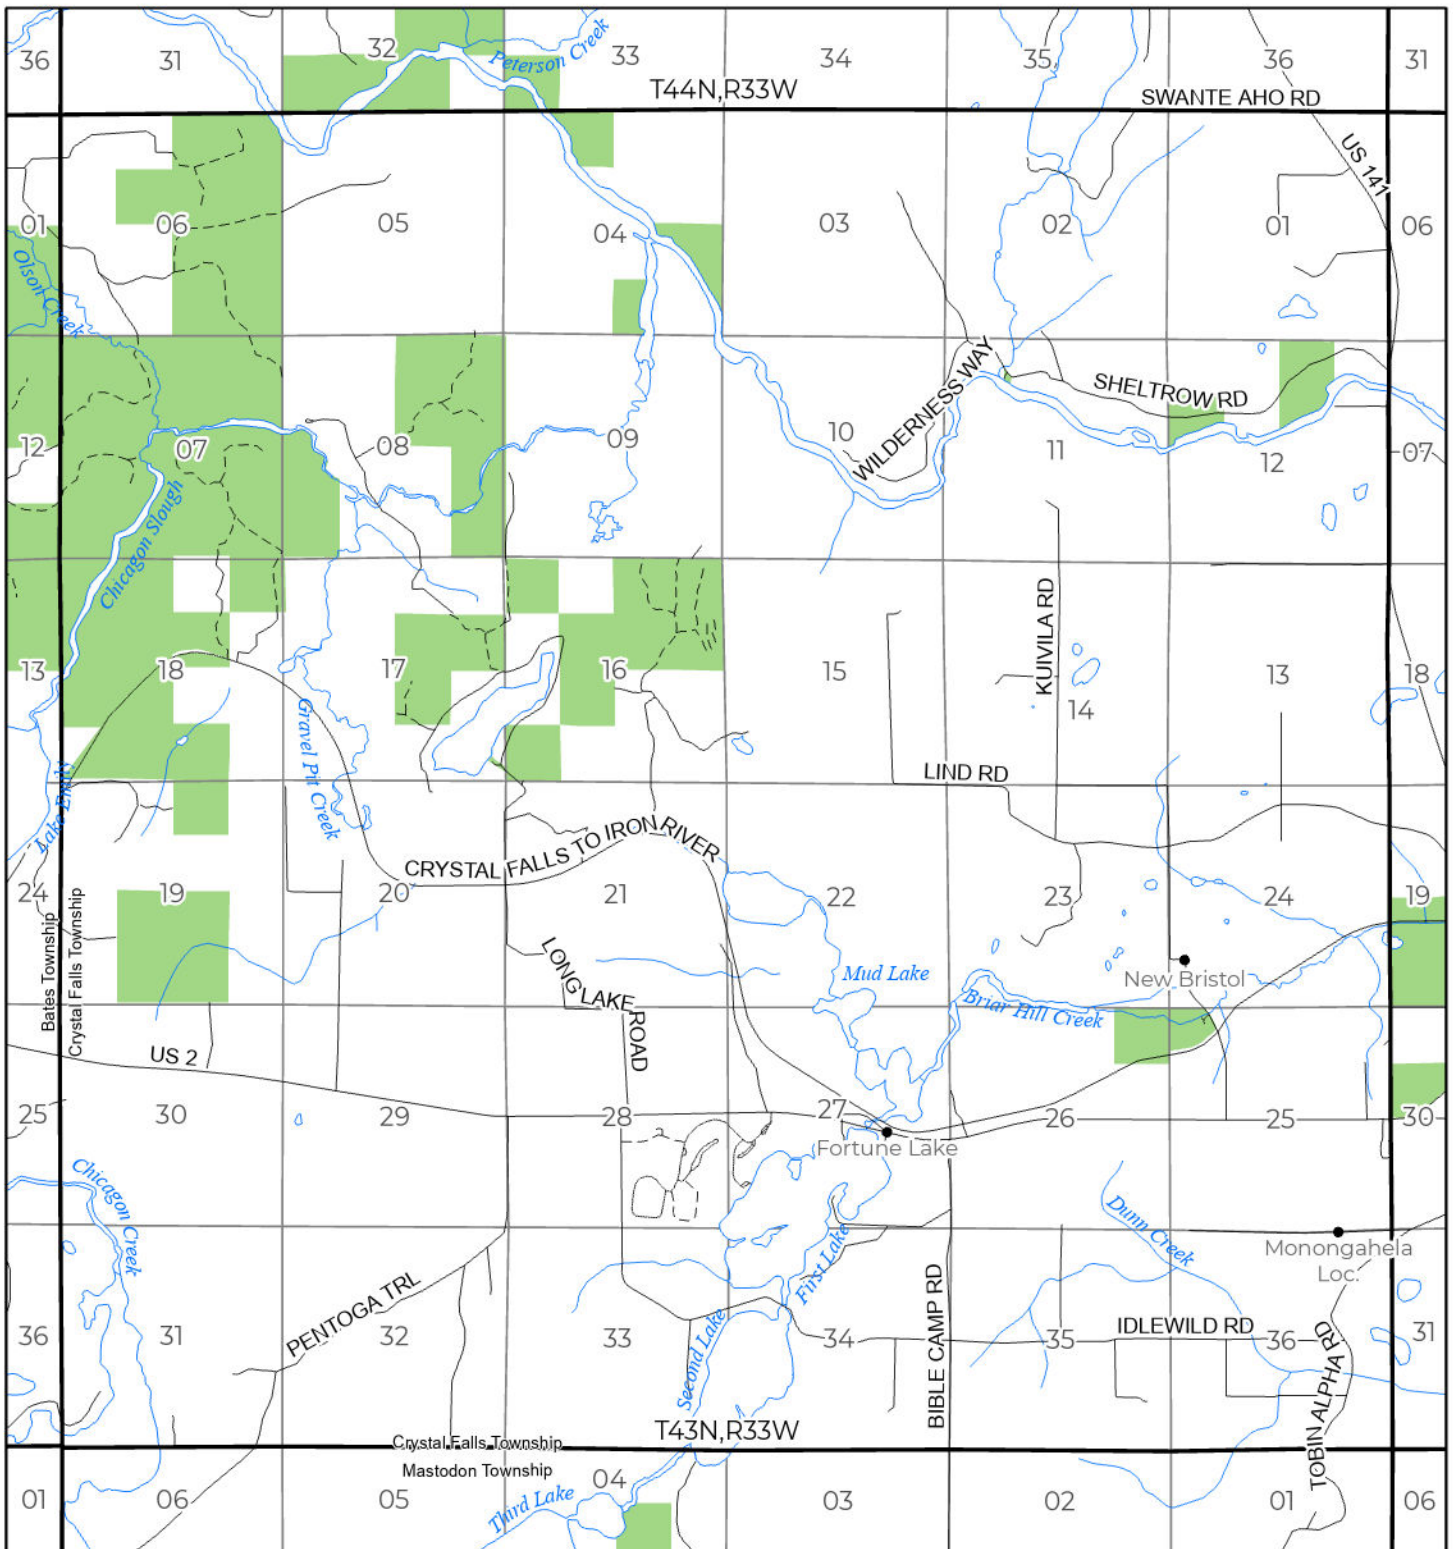 36
31
32
Peterson Creek
33
34
35
36
31
T44N,R33W
SWANTE AHO RD
US 141
01
06
05
04
03
02
01
06
Olson Creek
WILDERNESS WAY
SHELTROW RD
12
07
08
09
10
11
12
07
Chicagon Slough
KUIVILA RD
13
18
17
16
15
14
13
18
Gravel Pit Creek
Lake Emily
LIND RD
CRYSTAL FALLS TO IRON RIVER
24
19
20
21
22
23
24
19
Bates Township
Crystal Falls Township
LONG LAKE
ROAD
Mud Lake
New Bristol
Briar Hill Creek
US 2
25
30
29
28
27
26
25
30
Fortune Lake
Chicagon Creek
Dunn Creek
Monongahela
Loc.
First Lake
PENTOGA TRL
BIBLE CAMP RD
IDLEWILD RD
36
31
32
33
34
35
36
31
Second Lake
TOBIN ALPHA RD
T43N,R33W
Crystal Falls Township
Mastodon Township
01
06
05
04
03
02
01
06
Third Lake